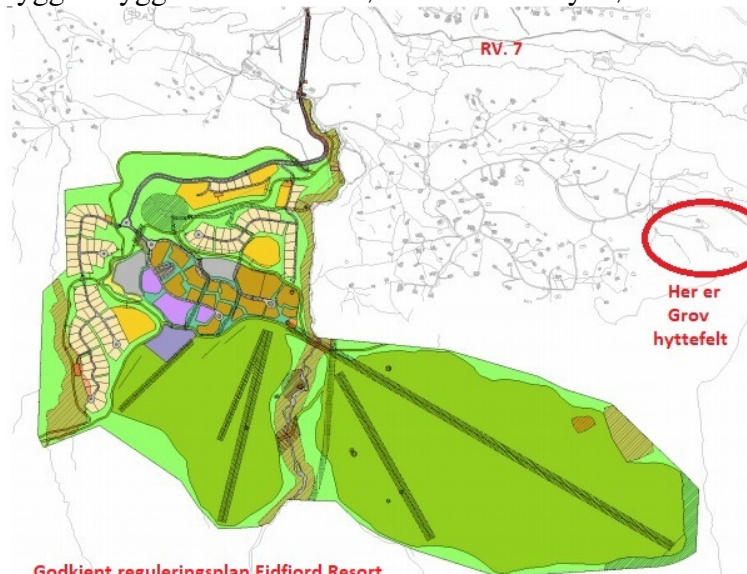 RV. 7
Her er
Grov
hyttefelt
Godkjent reguleringsplan Eidfjord Resort